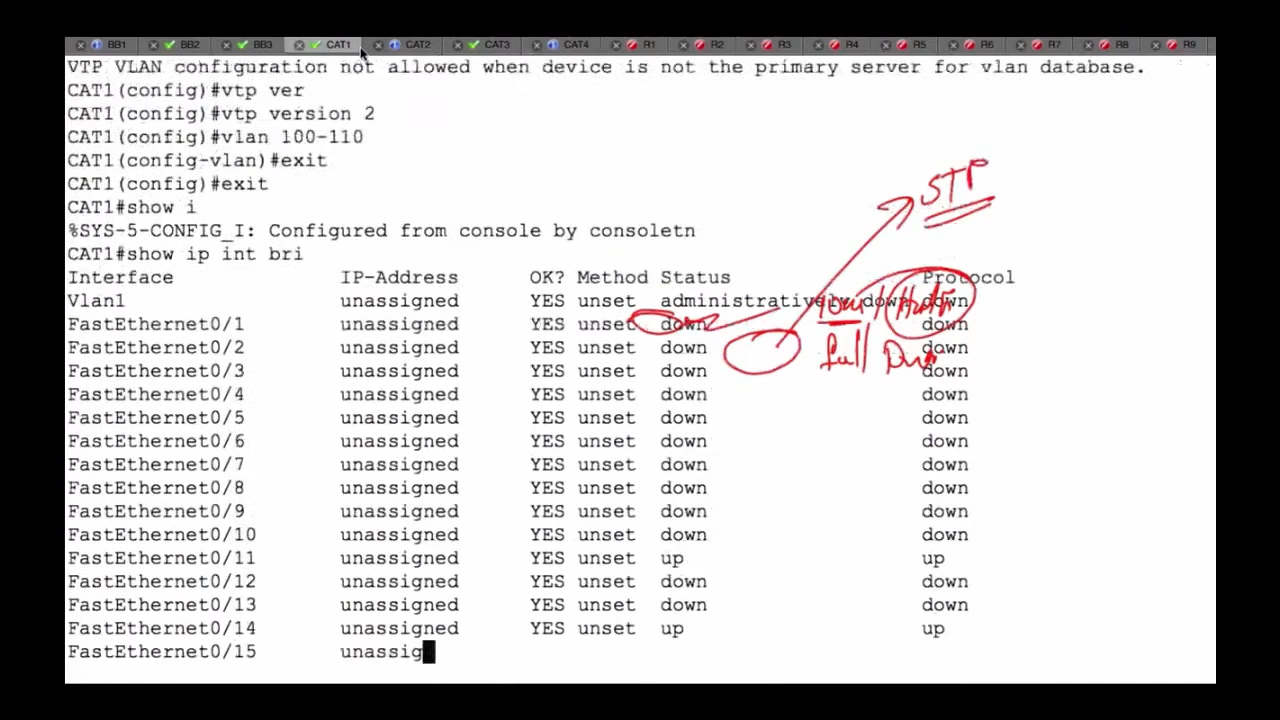 BB1 BB2 BB3 CAT1 CAT2 CAT3 CAT4 R1 R2 R3 R4 R5 R6 R7 R8 R9
VTP VLAN configuration not allowed when device is not the primary server for vlan database.
CAT1(config)#vtp ver
CAT1(config)#vtp version 2
CAT1(config)#vlan 100-110
CAT1(config-vlan)#exit
CAT1(config)#exit
CAT1#show i
%SYS-5-CONFIG_I: Configured from console by consoletn
CAT1#show ip int bri
Interface IP-Address OK? Method Status Protocol
Vlan1 unassigned YES unset administratively down down
FastEthernet0/1 unassigned YES unset down down
FastEthernet0/2 unassigned YES unset down down
FastEthernet0/3 unassigned YES unset down down
FastEthernet0/4 unassigned YES unset down down
FastEthernet0/5 unassigned YES unset down down
FastEthernet0/6 unassigned YES unset down down
FastEthernet0/7 unassigned YES unset down down
FastEthernet0/8 unassigned YES unset down down
FastEthernet0/9 unassigned YES unset down down
FastEthernet0/10 unassigned YES unset down down
FastEthernet0/11 unassigned YES unset up up
FastEthernet0/12 unassigned YES unset down down
FastEthernet0/13 unassigned YES unset down down
FastEthernet0/14 unassigned YES unset up up
FastEthernet0/15 unassig
STP
full